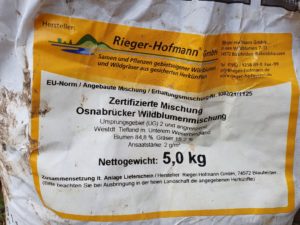 Hersteller:
Rieger-Hofmann GmbH
Samen und Pflanzen gebietseigener Wildblumen
und Wildgräser aus gesicherten Herkünften
EU-Norm / Angebaute Mischung / Erhaltungsmischung Nr.
Zertifizierte Mischung
Osnabrücker Wildblumenmischung
Ursprungsgebiet (UG) 2 und angrenzend
Westdt. Tiefland m. Unterem Weserbergland
Blumen 84,8 %, Gräser 15,2 %
Ansaatstärke: 2 g/m²
Nettogewicht: 5,0 kg
Zusammensetzung lt. Anlage Lieferschein / Hersteller: Rieger-Hofmann GmbH, 74572 Blaufelden
(Bitte beachten Sie bei Ausbringung in der freien Landschaft die angegebenen Herkünfte)